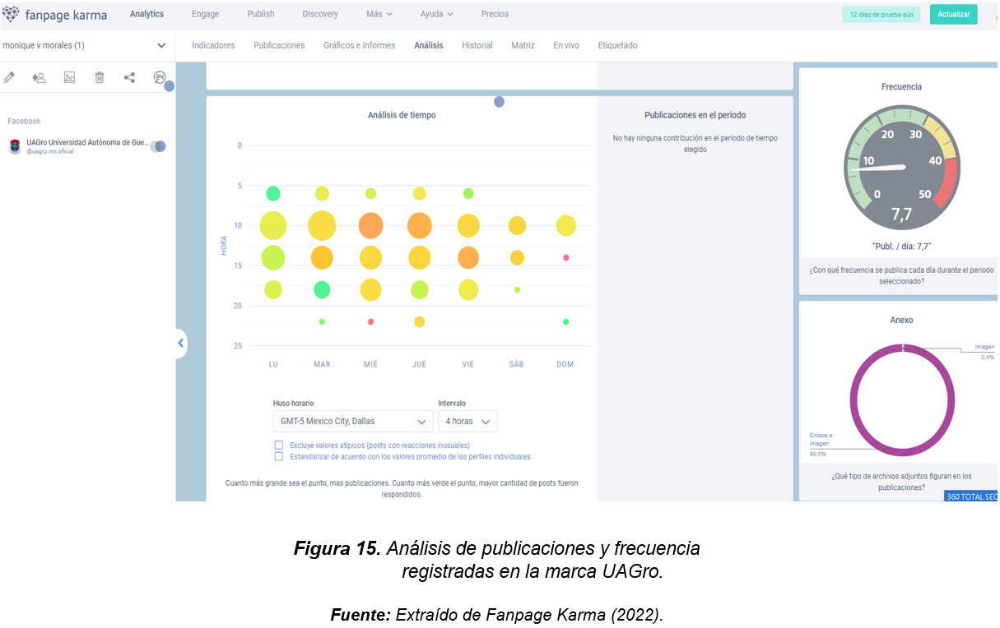 fanpage karma
Analytics
Engage
Publish
Discovery
Más
Ayuda
Precios
12 días de prueba aún
Actualizar
monique v morales (1)
Indicadores
Publicaciones
Gráficos e Informes
Análisis
Historial
Matriz
En vivo
Etiquetado
24
Facebook
UAGro Universidad Autónoma de Gue...
@uagro.mx.oficial
Análisis de tiempo
0
5
10
15
20
25
HORA
LU
MAR
MIÉ
JUE
VIE
SÁB
DOM
Huso horario
Intervalo
GMT-5 Mexico City, Dallas
4 horas
Excluye valores atípicos (posts con reacciones inusuales)
Estandarizar de acuerdo con los valores promedio de los perfiles individuales
Cuanto más grande sea el punto, mas publicaciones. Cuanto más verde el punto, mayor cantidad de posts fueron
respondidos.
Publicaciones en el periodo
No hay ninguna contribución en el período de tiempo
elegido
Frecuencia
20
30
10
40
0
50
7,7
"Publ. / día: 7,7"
¿Con qué frecuencia se publica cada día durante el periodo
seleccionado?
Anexo
Imagen
0,4%
Enlace e
imagen
99,6%
¿Qué tipo de archivos adjuntos figuran en los
publicaciones?
360 TOTAL SEC
Figura 15. Análisis de publicaciones y frecuencia
registradas en la marca UAGro.
Fuente: Extraído de Fanpage Karma (2022).